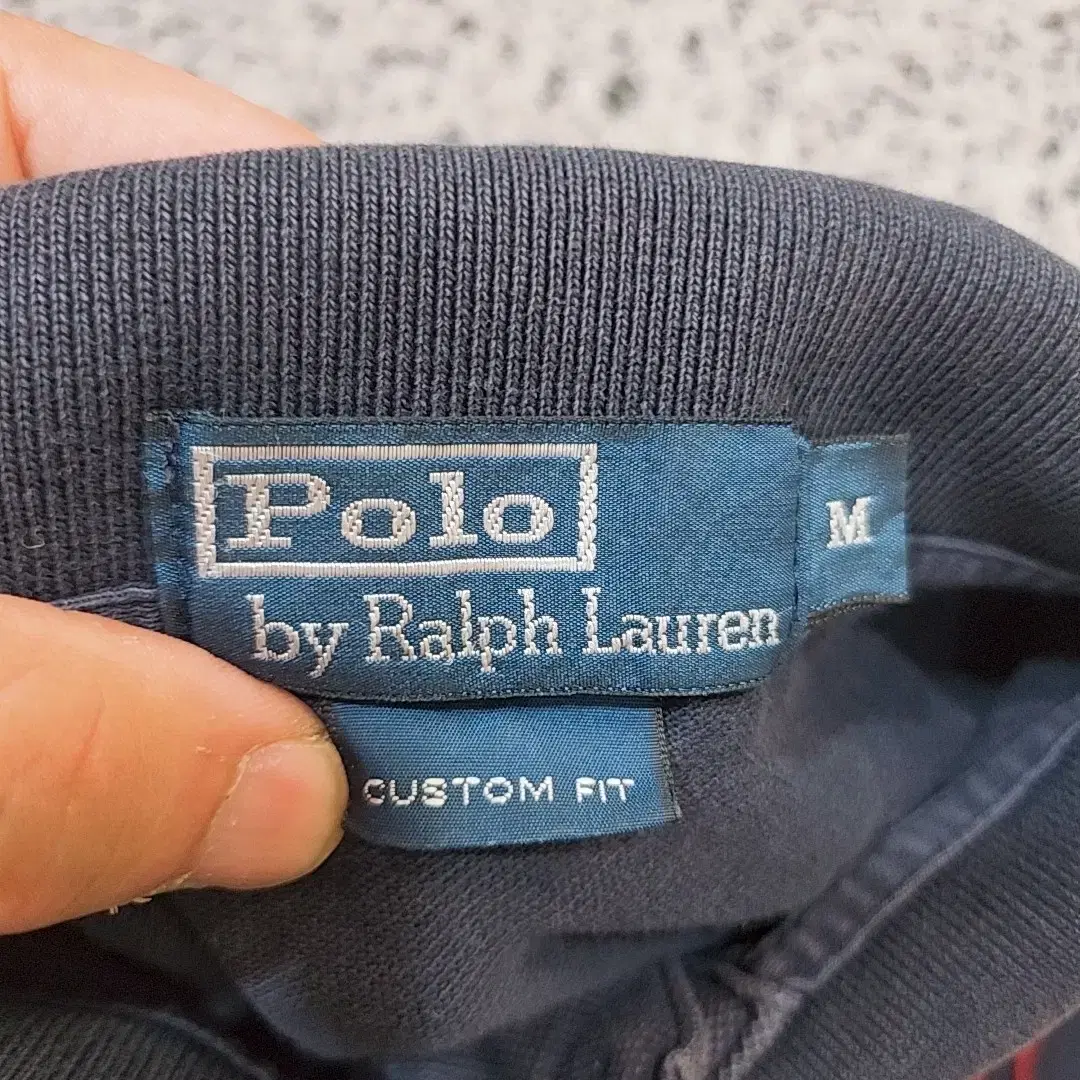 Polo
by Ralph Lauren
M
CUSTOM FIT